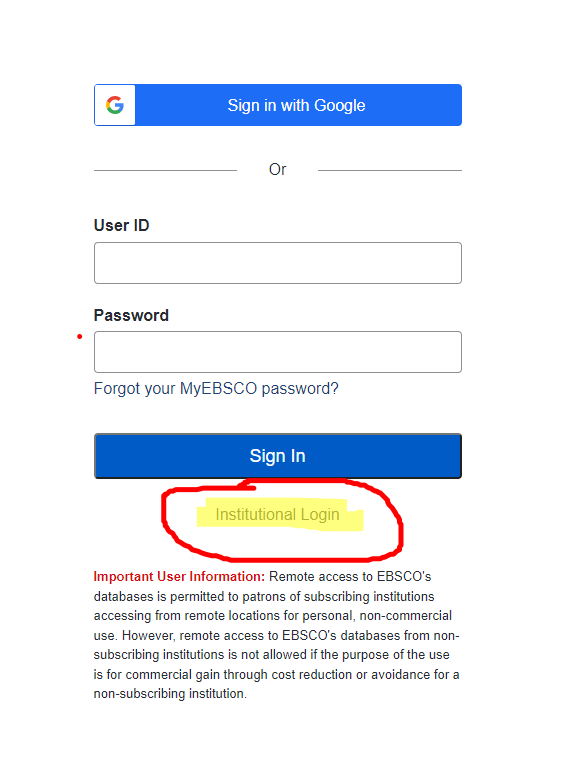 Sign in with Google
Or
User ID
Password
Forgot your MyEBSCO password?
Sign In
Institutional Login
Important User Information: Remote access to EBSCO's
databases is permitted to patrons of subscribing institutions
accessing from remote locations for personal, non-commercial
use. However, remote access to EBSCO's databases from non-
subscribing institutions is not allowed if the purpose of the use
is for commercial gain through cost reduction or avoidance for a
non-subscribing institution.